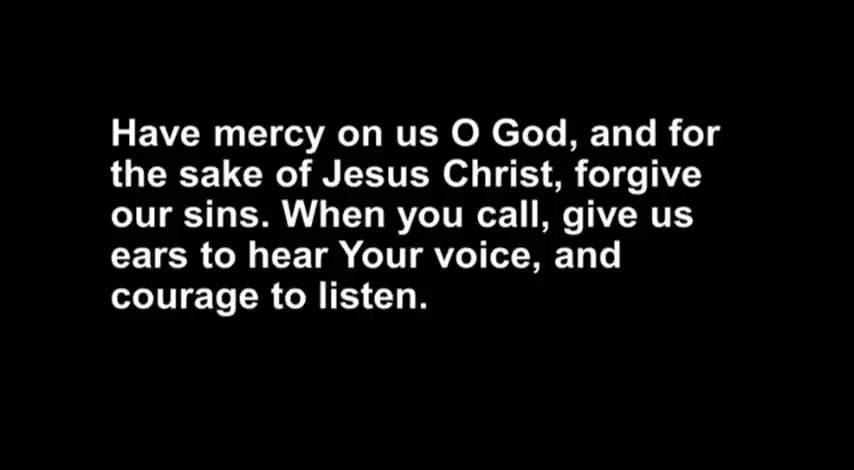 Have mercy on us O God, and for
the sake of Jesus Christ, forgive
our sins. When you call, give us
ears to hear Your voice, and
courage to listen.